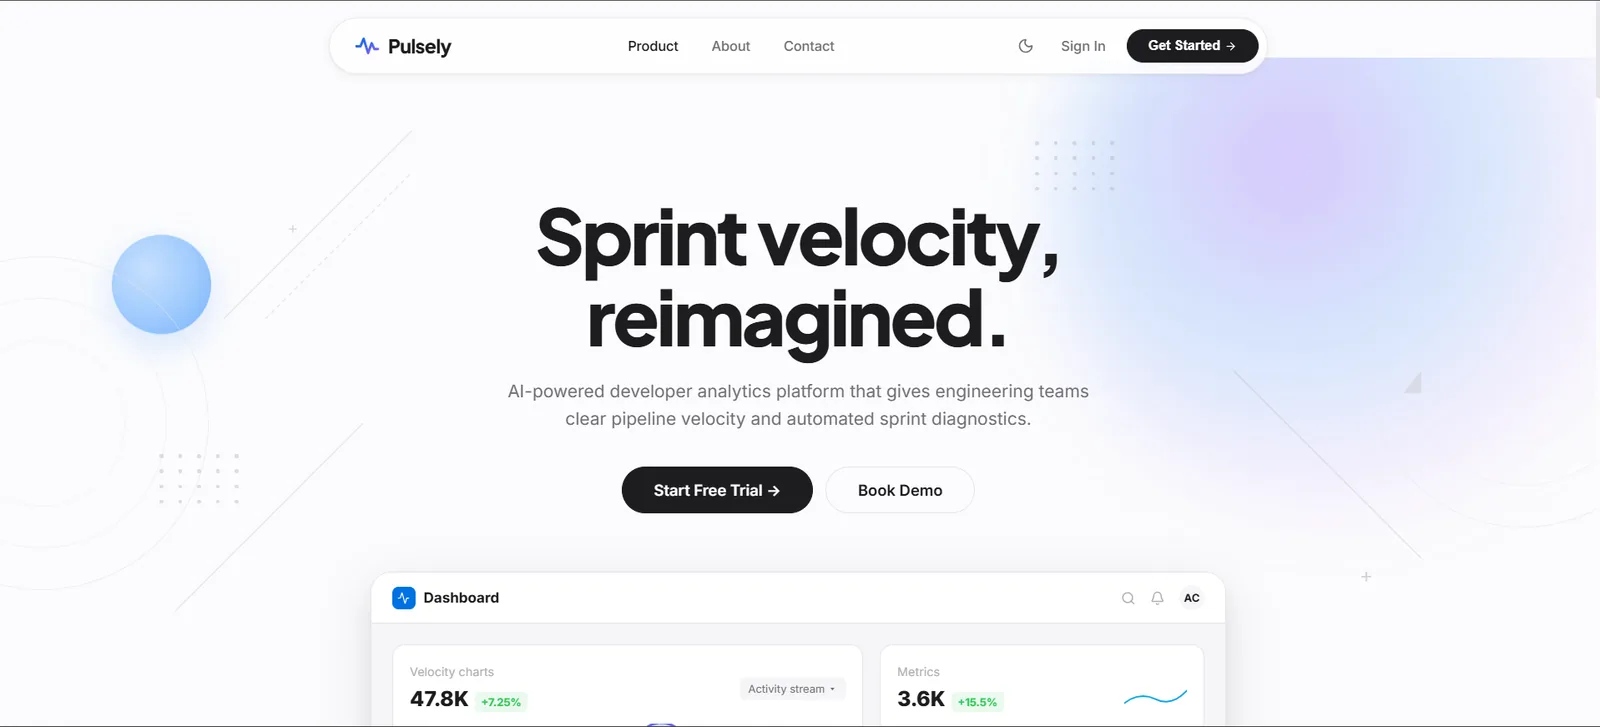 Pulsely
Product
About
Contact
Sign In
Get Started →
Sprint velocity,
reimagined.
AI-powered developer analytics platform that gives engineering teams
clear pipeline velocity and automated sprint diagnostics.
Start Free Trial →
Book Demo
Dashboard
AC
Velocity charts
47.8K +7.25%
Activity stream
Metrics
3.6K +15.5%